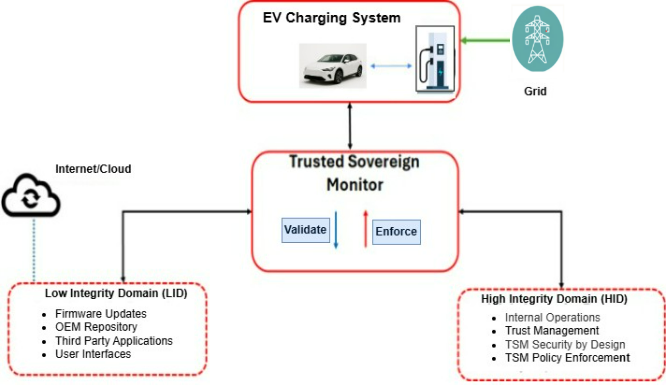 EV Charging System
Grid
Internet/Cloud
Trusted Sovereign
Monitor
Validate
Enforce
Low Integrity Domain (LID)
• Firmware Updates
• OEM Repository
• Third Party Applications
• User Interfaces
High Integrity Domain (HID)
• Internal Operations
• Trust Management
• TSM Security by Design
• TSM Policy Enforcement